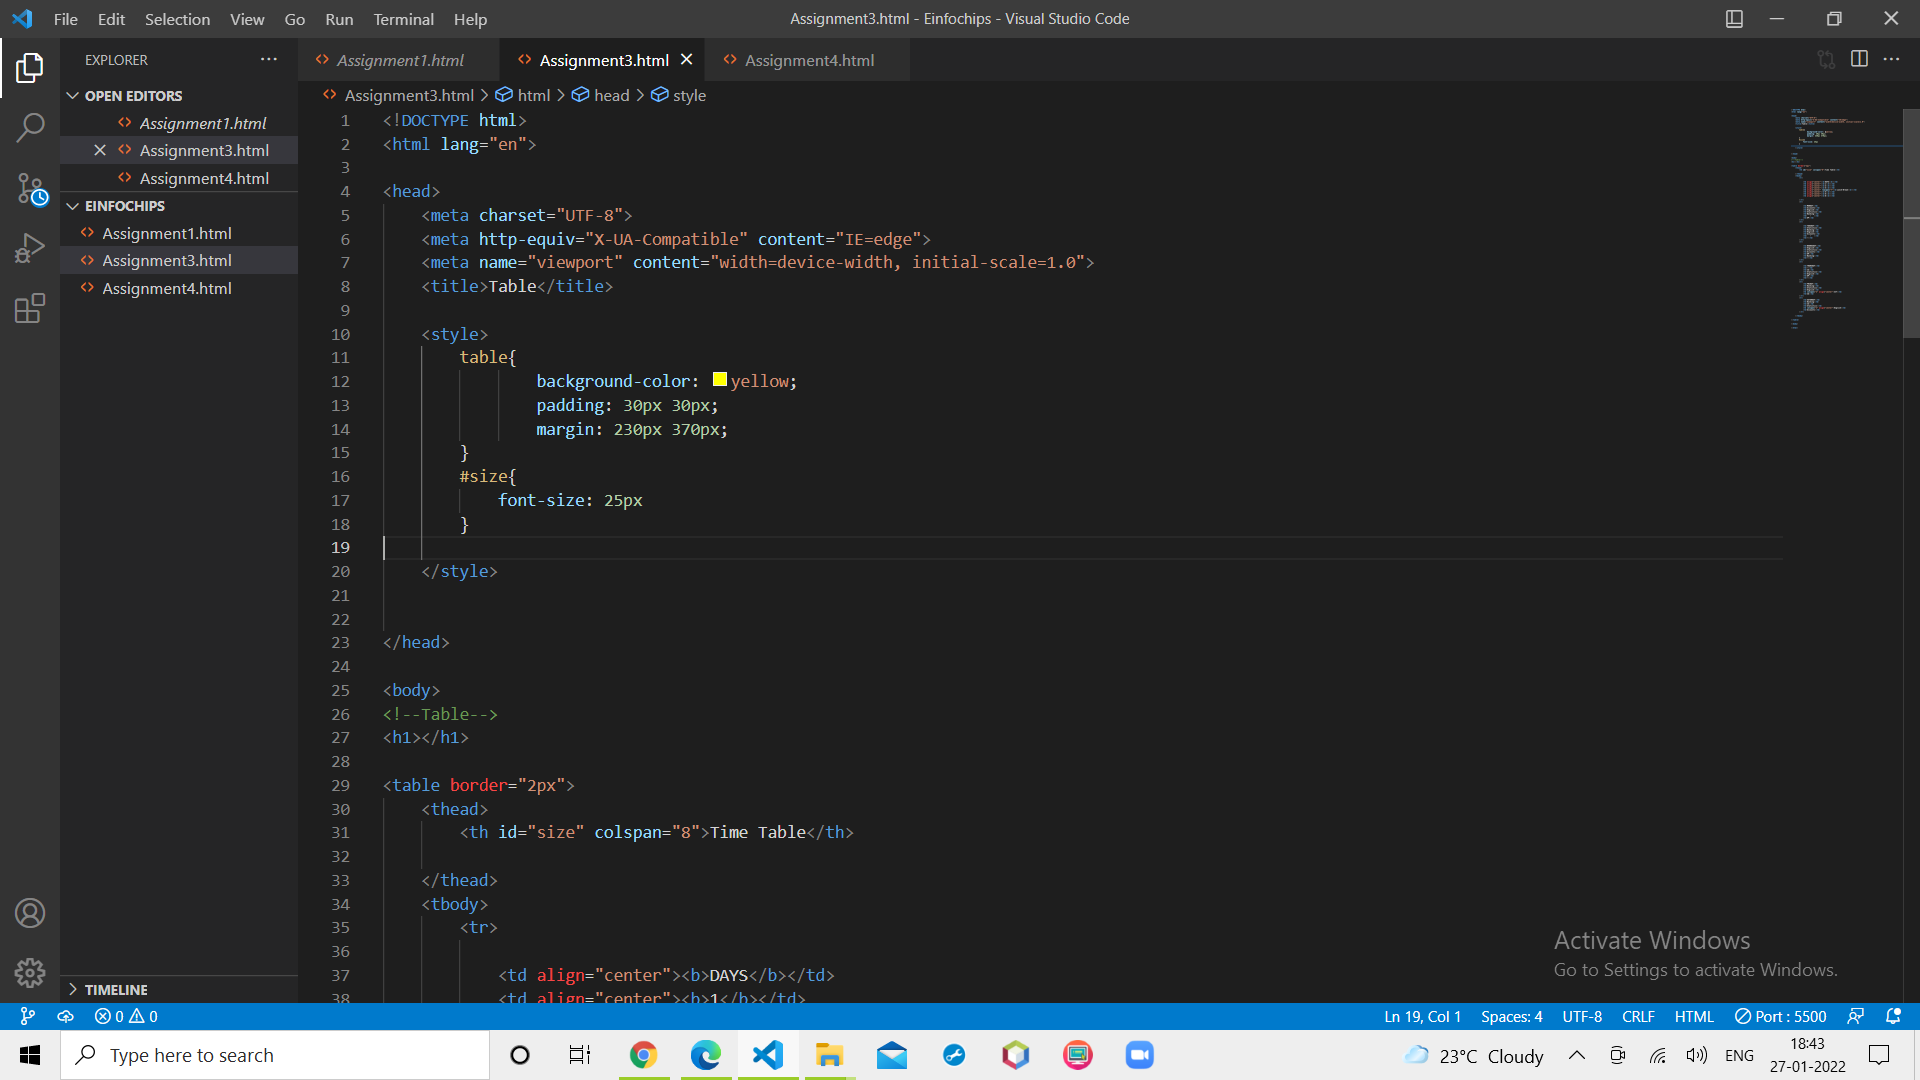 File Edit Selection View Go Run Terminal Help
Assignment3.html - Einfochips - Visual Studio Code
EXPLORER
OPEN EDITORS
Assignment1.html
Assignment3.html
Assignment4.html
EINFOCHIPS
Assignment1.html
Assignment3.html
Assignment4.html
TIMELINE
Assignment1.html Assignment3.html Assignment4.html
Assignment3.html > html > head > style
1 <!DOCTYPE html>
2 <html lang="en">
3
4 <head>
5 <meta charset="UTF-8">
6 <meta http-equiv="X-UA-Compatible" content="IE=edge">
7 <meta name="viewport" content="width=device-width, initial-scale=1.0">
8 <title>Table</title>
9
10 <style>
11 table{
12 background-color: yellow;
13 padding: 30px 30px;
14 margin: 230px 370px;
15 }
16 #size{
17 font-size: 25px
18 }
19
20 </style>
21
22
23 </head>
24
25 <body>
26 <!--Table-->
27 <h1></h1>
28
29 <table border="2px">
30 <thead>
31 <th id="size" colspan="8">Time Table</th>
32
33 </thead>
34 <tbody>
35 <tr>
36
37 <td align="center"><b>DAYS</b></td>
38 <td align="center"><b>1</b></td>
Activate Windows
Go to Settings to activate Windows.
0 0
Ln 19, Col 1 Spaces: 4 UTF-8 CRLF HTML Port : 5500
Type here to search
23°C Cloudy
ENG
18:43
27-01-2022